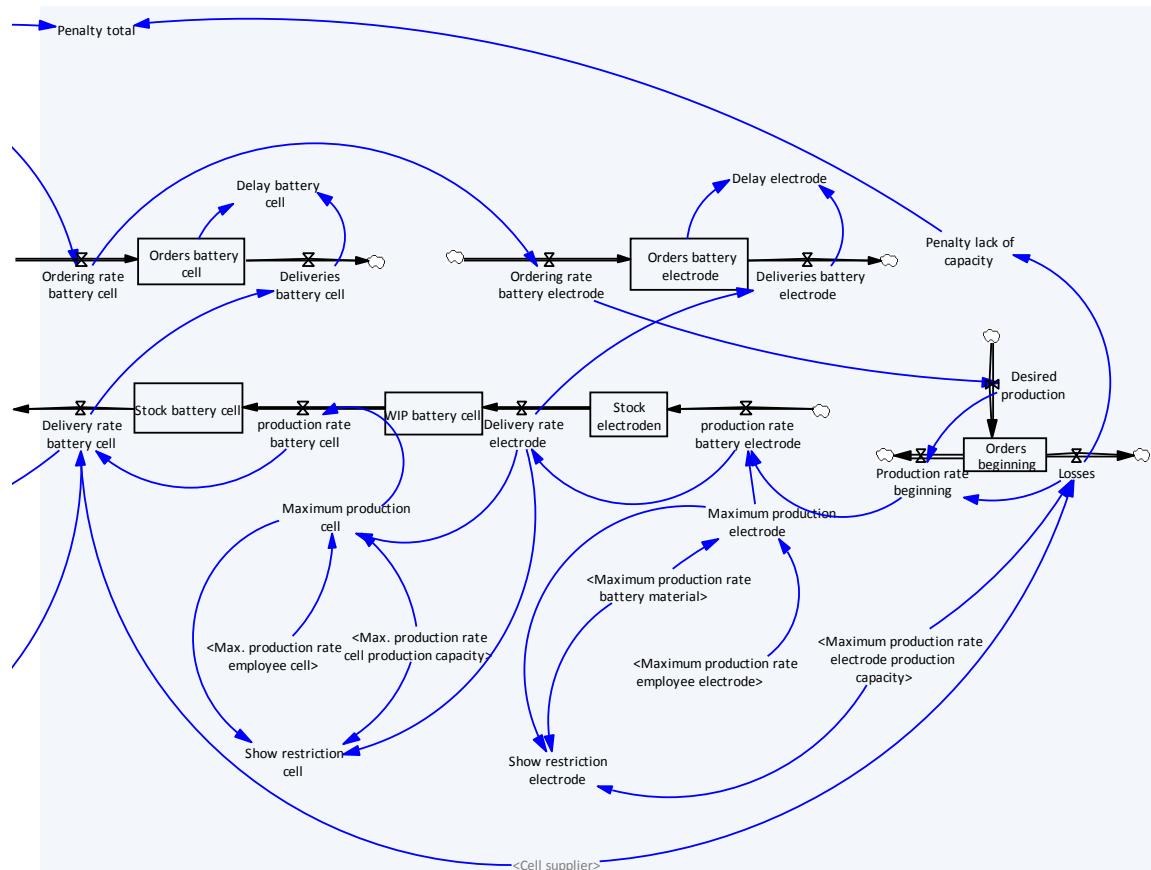 Penalty total
Delay battery
cell
Delay electrode
Orders battery
cell
Ordering rate
battery cell
Deliveries
battery cell
Ordering rate
battery electrode
Orders battery
electrode
Deliveries battery
electrode
Penalty lack of
capacity
Desired
production
Stock battery cell
Delivery rate
battery cell
production rate
battery cell
WIP battery cell
Delivery rate
electrode
Stock
electroden
production rate
battery electrode
Orders
beginning
Production rate
beginning
Losses
Maximum production
cell
Maximum production
electrode
<Maximum production rate
battery material>
<Max. production rate
employee cell>
<Max. production rate
cell production capacity>
<Maximum production rate
employee electrode>
<Maximum production rate
electrode production
capacity>
Show restriction
cell
Show restriction
electrode
<Cell supplier>